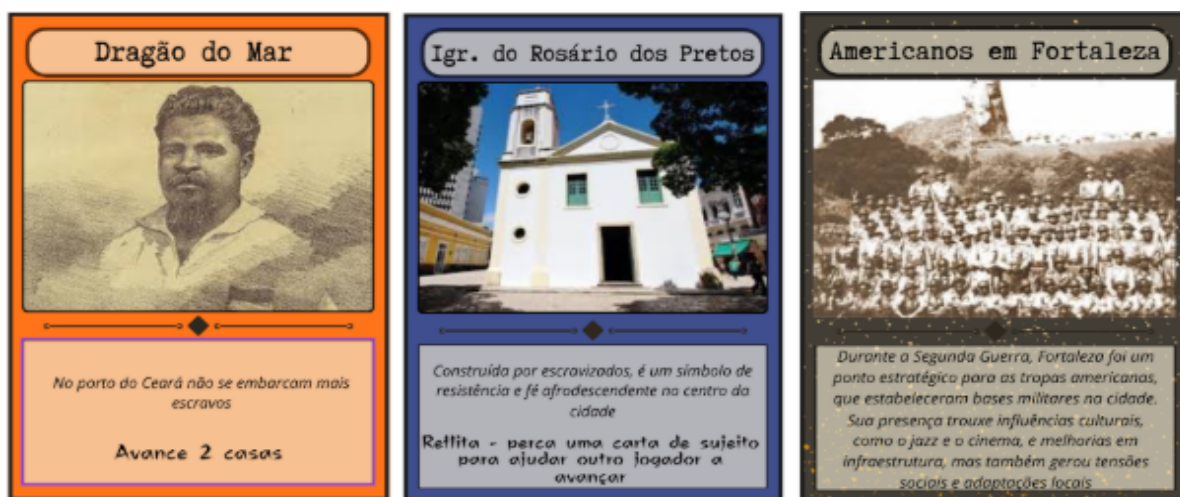 Dragão do Mar
No porto do Ceará não se embarcam mais
escravos
Avance 2 casas
Igr. do Rosário dos Pretos
Construída por escravizados, é um símbolo de
resistência e fé afrodescendente no centro da
cidade
Reflita - perca uma carta de sujeito
para ajudar outro jogador a
avançar
Americanos em Fortaleza
Durante a Segunda Guerra, Fortaleza foi um
ponto estratégico para as tropas americanas,
que estabeleceram bases militares na cidade.
Sua presença trouxe influências culturais,
como o jazz e o cinema, e melhorias em
infraestrutura, mas também gerou tensões
sociais e adaptações locais